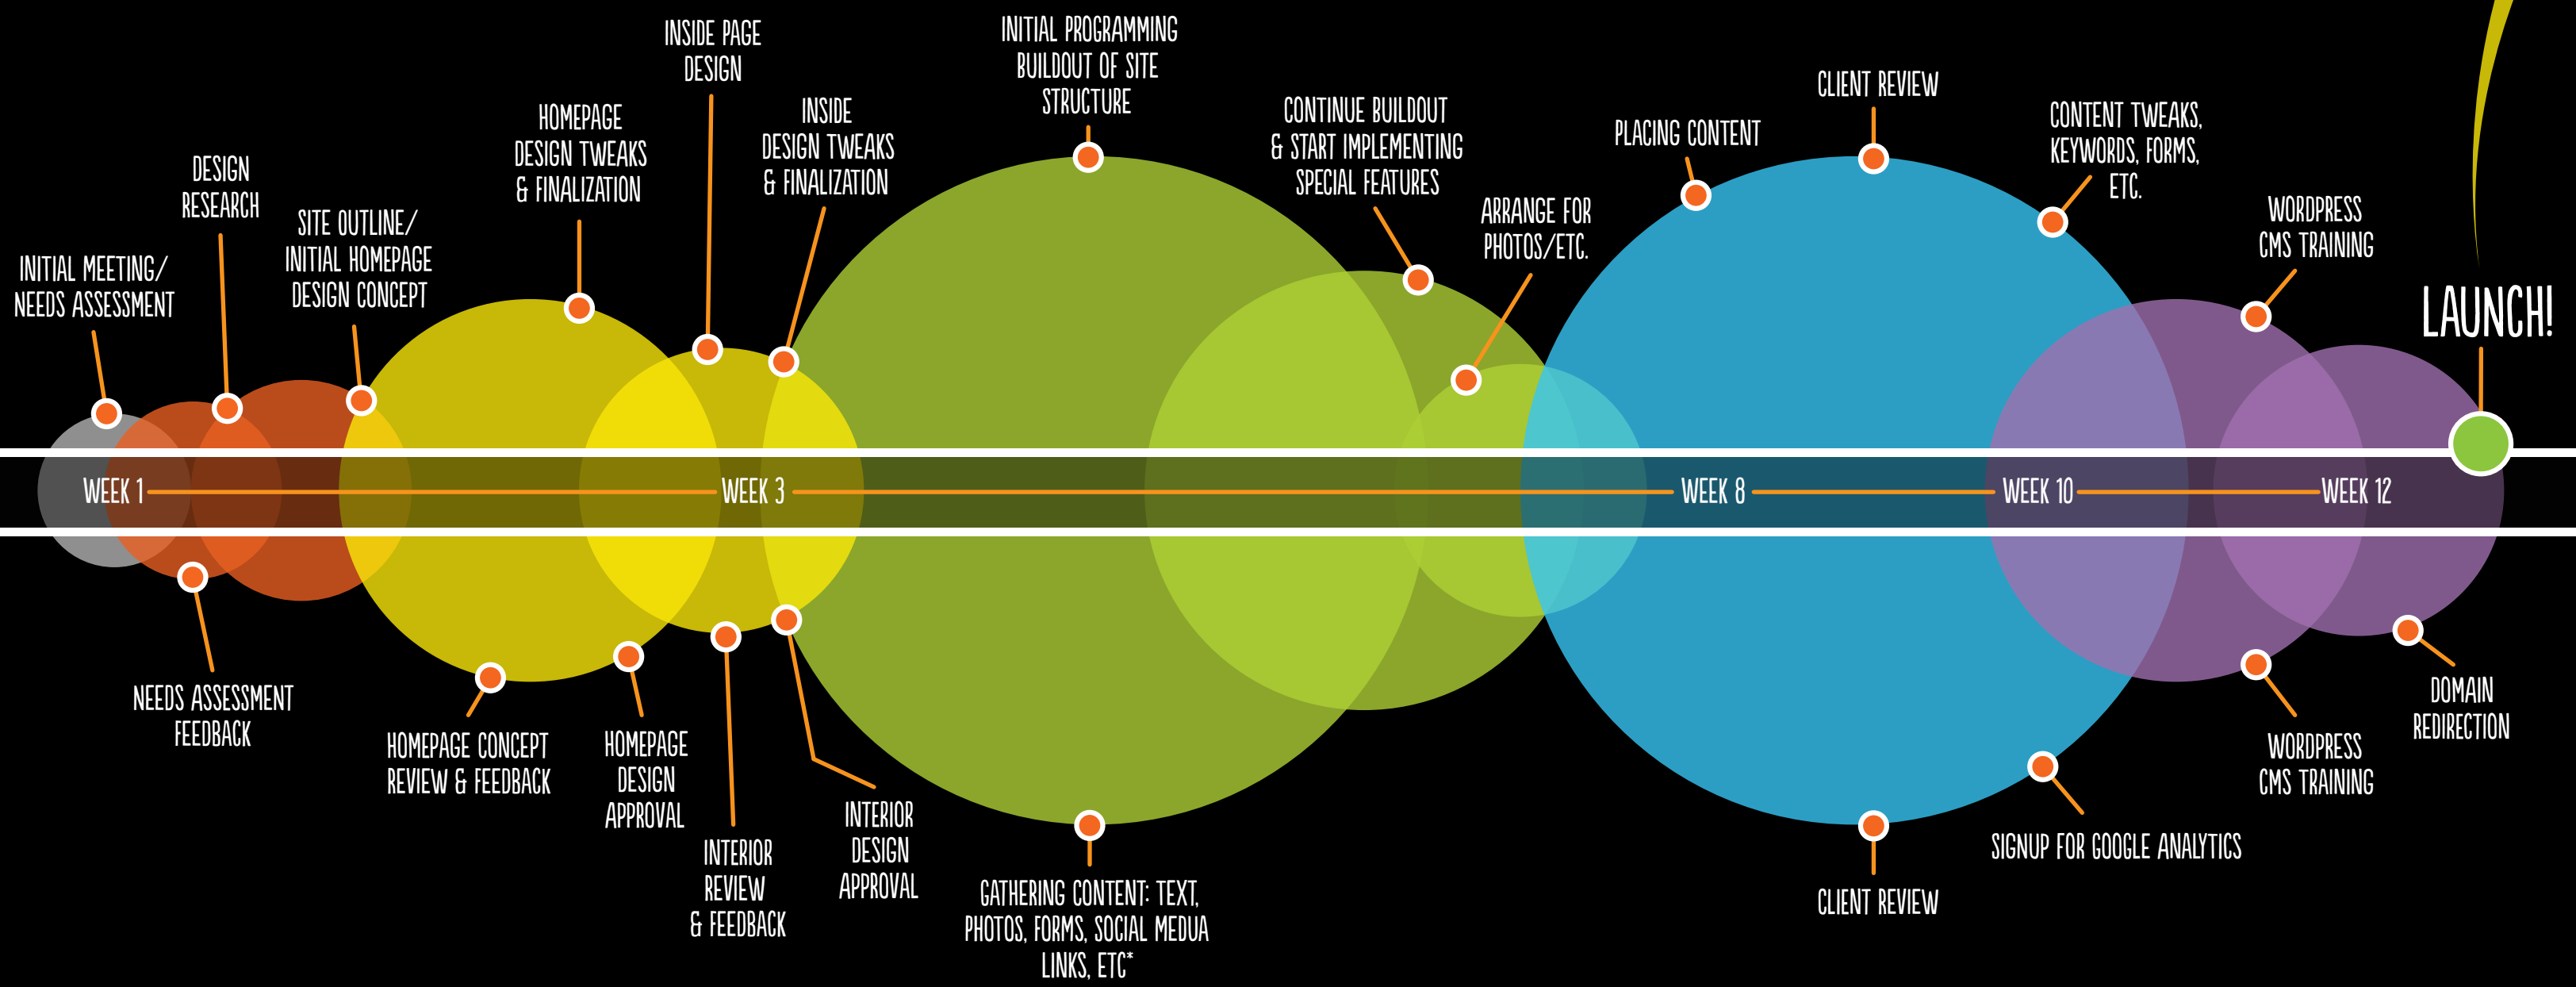 INITIAL MEETING/
NEEDS ASSESSMENT
DESIGN
RESEARCH
SITE OUTLINE/
INITIAL HOMEPAGE
DESIGN CONCEPT
HOMEPAGE
DESIGN TWEAKS
& FINALIZATION
INSIDE PAGE
DESIGN
INSIDE
DESIGN TWEAKS
& FINALIZATION
INITIAL PROGRAMMING
BUILDOUT OF SITE
STRUCTURE
CONTINUE BUILDOUT
& START IMPLEMENTING
SPECIAL FEATURES
ARRANGE FOR
PHOTOS/ETC.
PLACING CONTENT
CLIENT REVIEW
CONTENT TWEAKS,
KEYWORDS, FORMS,
ETC.
WORDPRESS
CMS TRAINING
LAUNCH!
WEEK 1
WEEK 3
WEEK 8
WEEK 10
WEEK 12
NEEDS ASSESSMENT
FEEDBACK
HOMEPAGE CONCEPT
REVIEW & FEEDBACK
HOMEPAGE
DESIGN
APPROVAL
INTERIOR
REVIEW
& FEEDBACK
INTERIOR
DESIGN
APPROVAL
GATHERING CONTENT: TEXT,
PHOTOS, FORMS, SOCIAL MEDUA
LINKS, ETC*
CLIENT REVIEW
SIGNUP FOR GOOGLE ANALYTICS
WORDPRESS
CMS TRAINING
DOMAIN
REDIRECTION